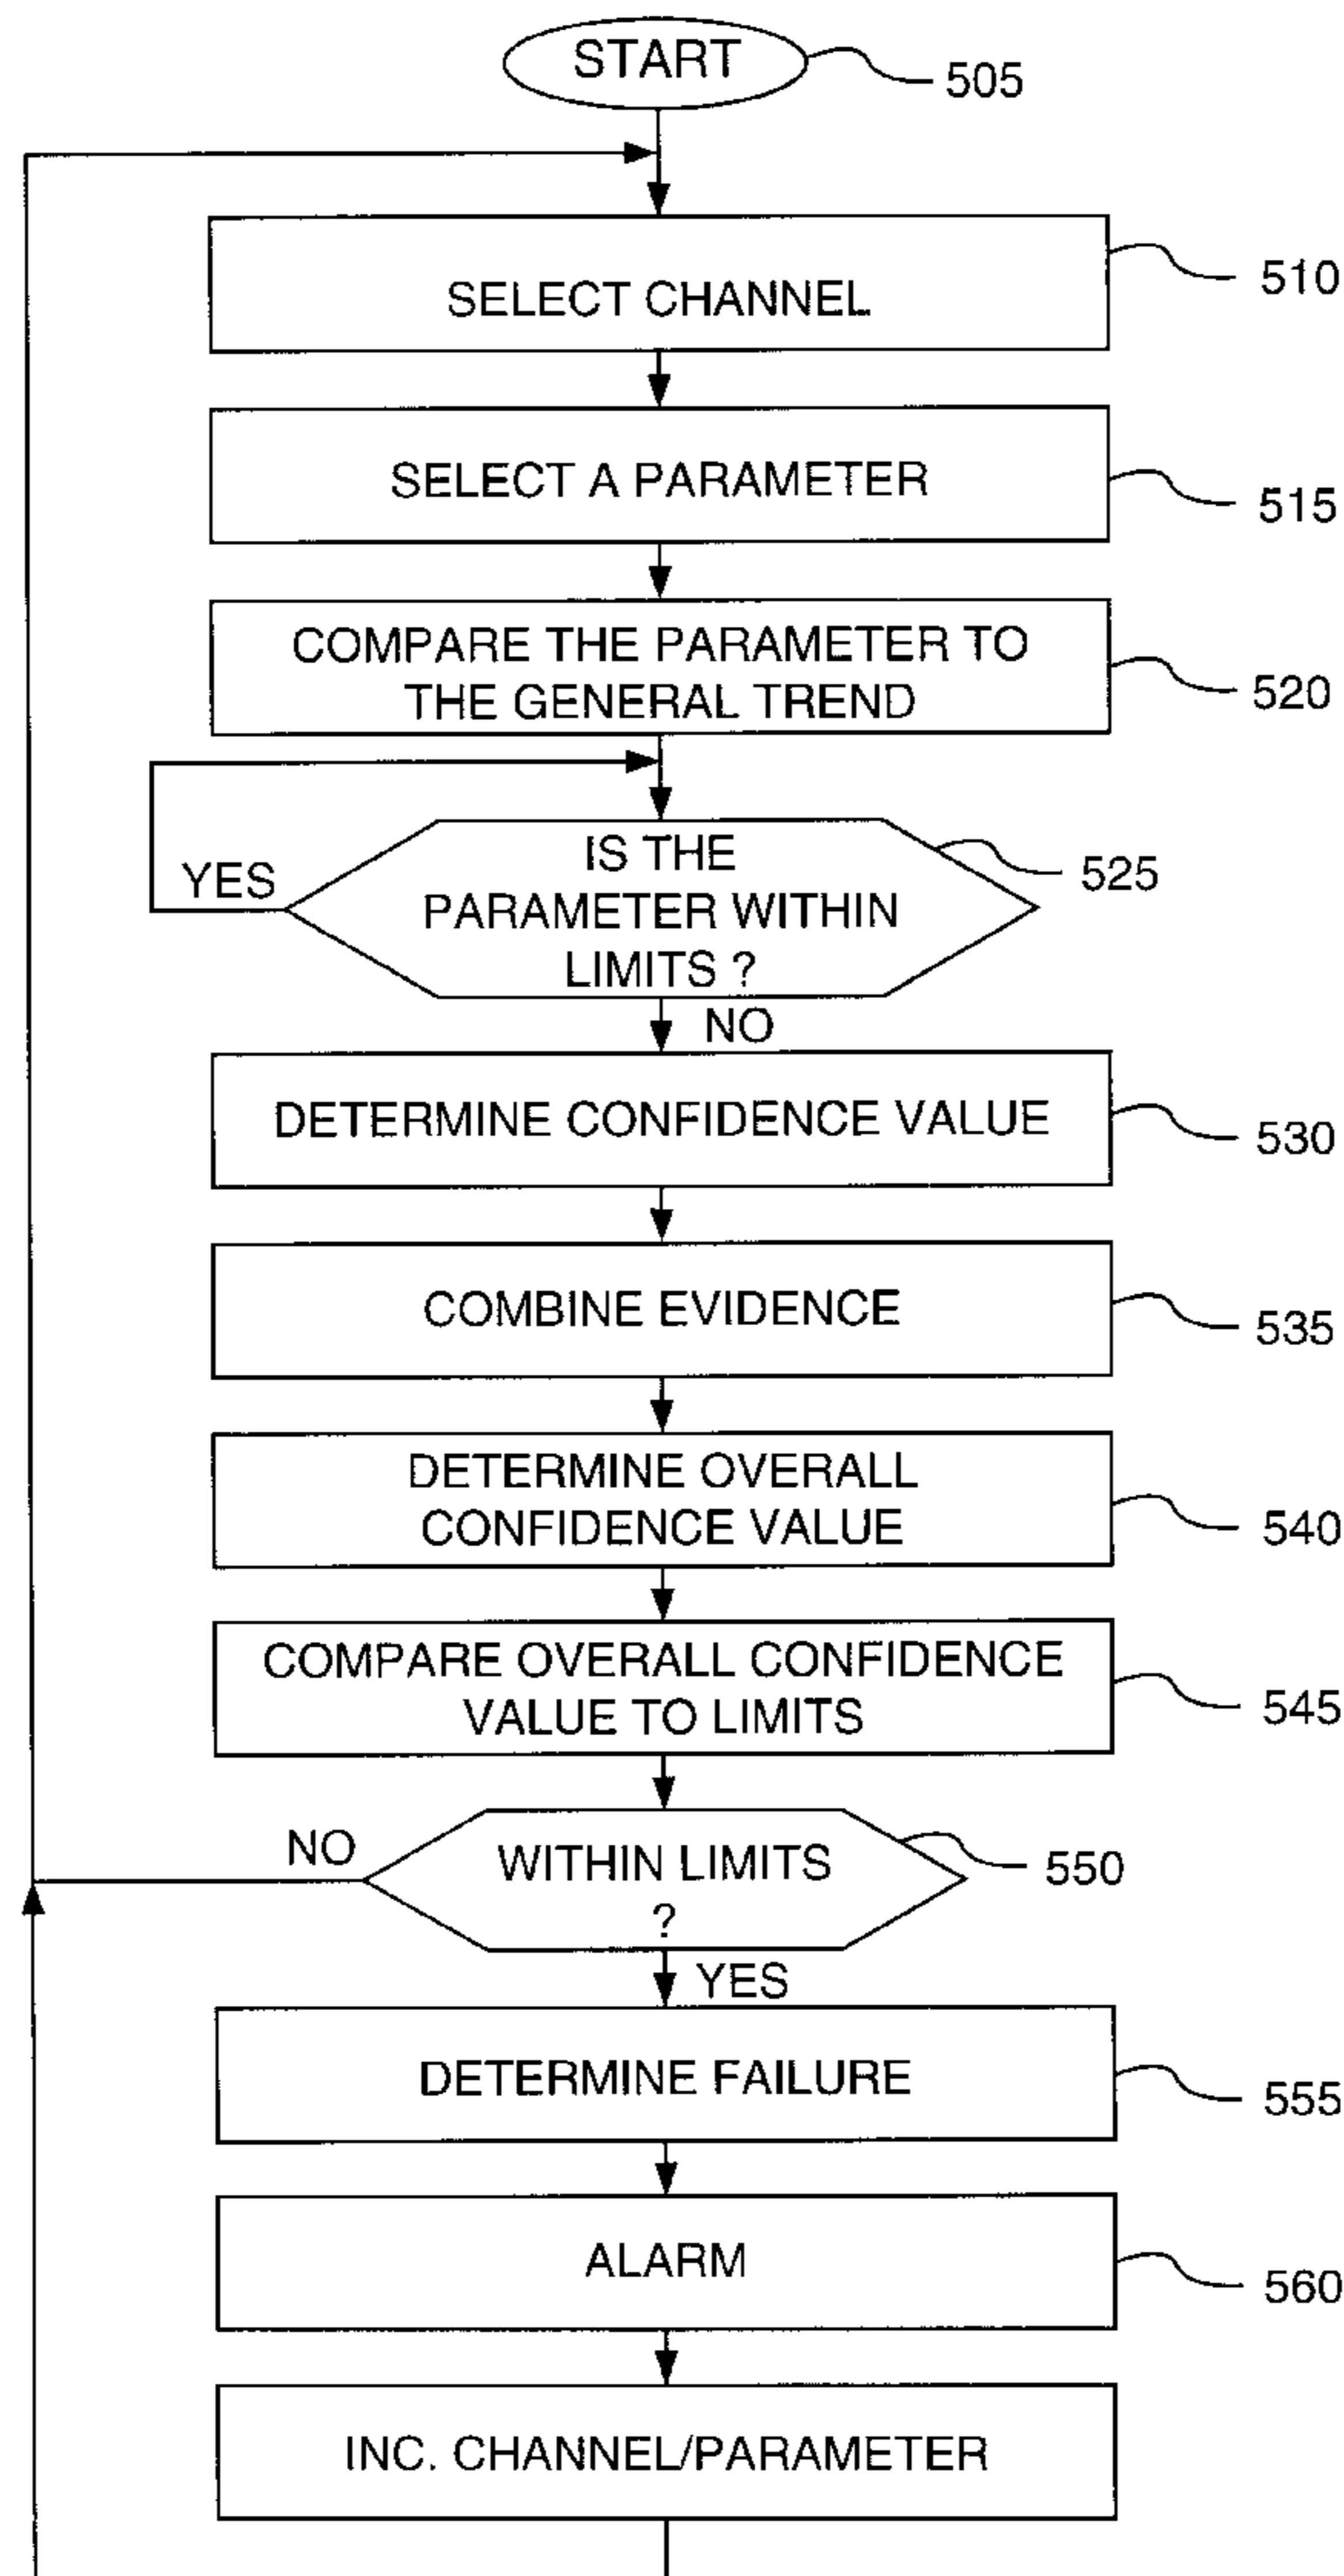 START
505
SELECT CHANNEL
510
SELECT A PARAMETER
515
COMPARE THE PARAMETER TO
THE GENERAL TREND
520
IS THE
PARAMETER WITHIN
LIMITS ?
525
YES
NO
DETERMINE CONFIDENCE VALUE
530
COMBINE EVIDENCE
535
DETERMINE OVERALL
CONFIDENCE VALUE
540
COMPARE OVERALL CONFIDENCE
VALUE TO LIMITS
545
NO
WITHIN LIMITS
?
550
YES
DETERMINE FAILURE
555
ALARM
560
INC. CHANNEL/PARAMETER